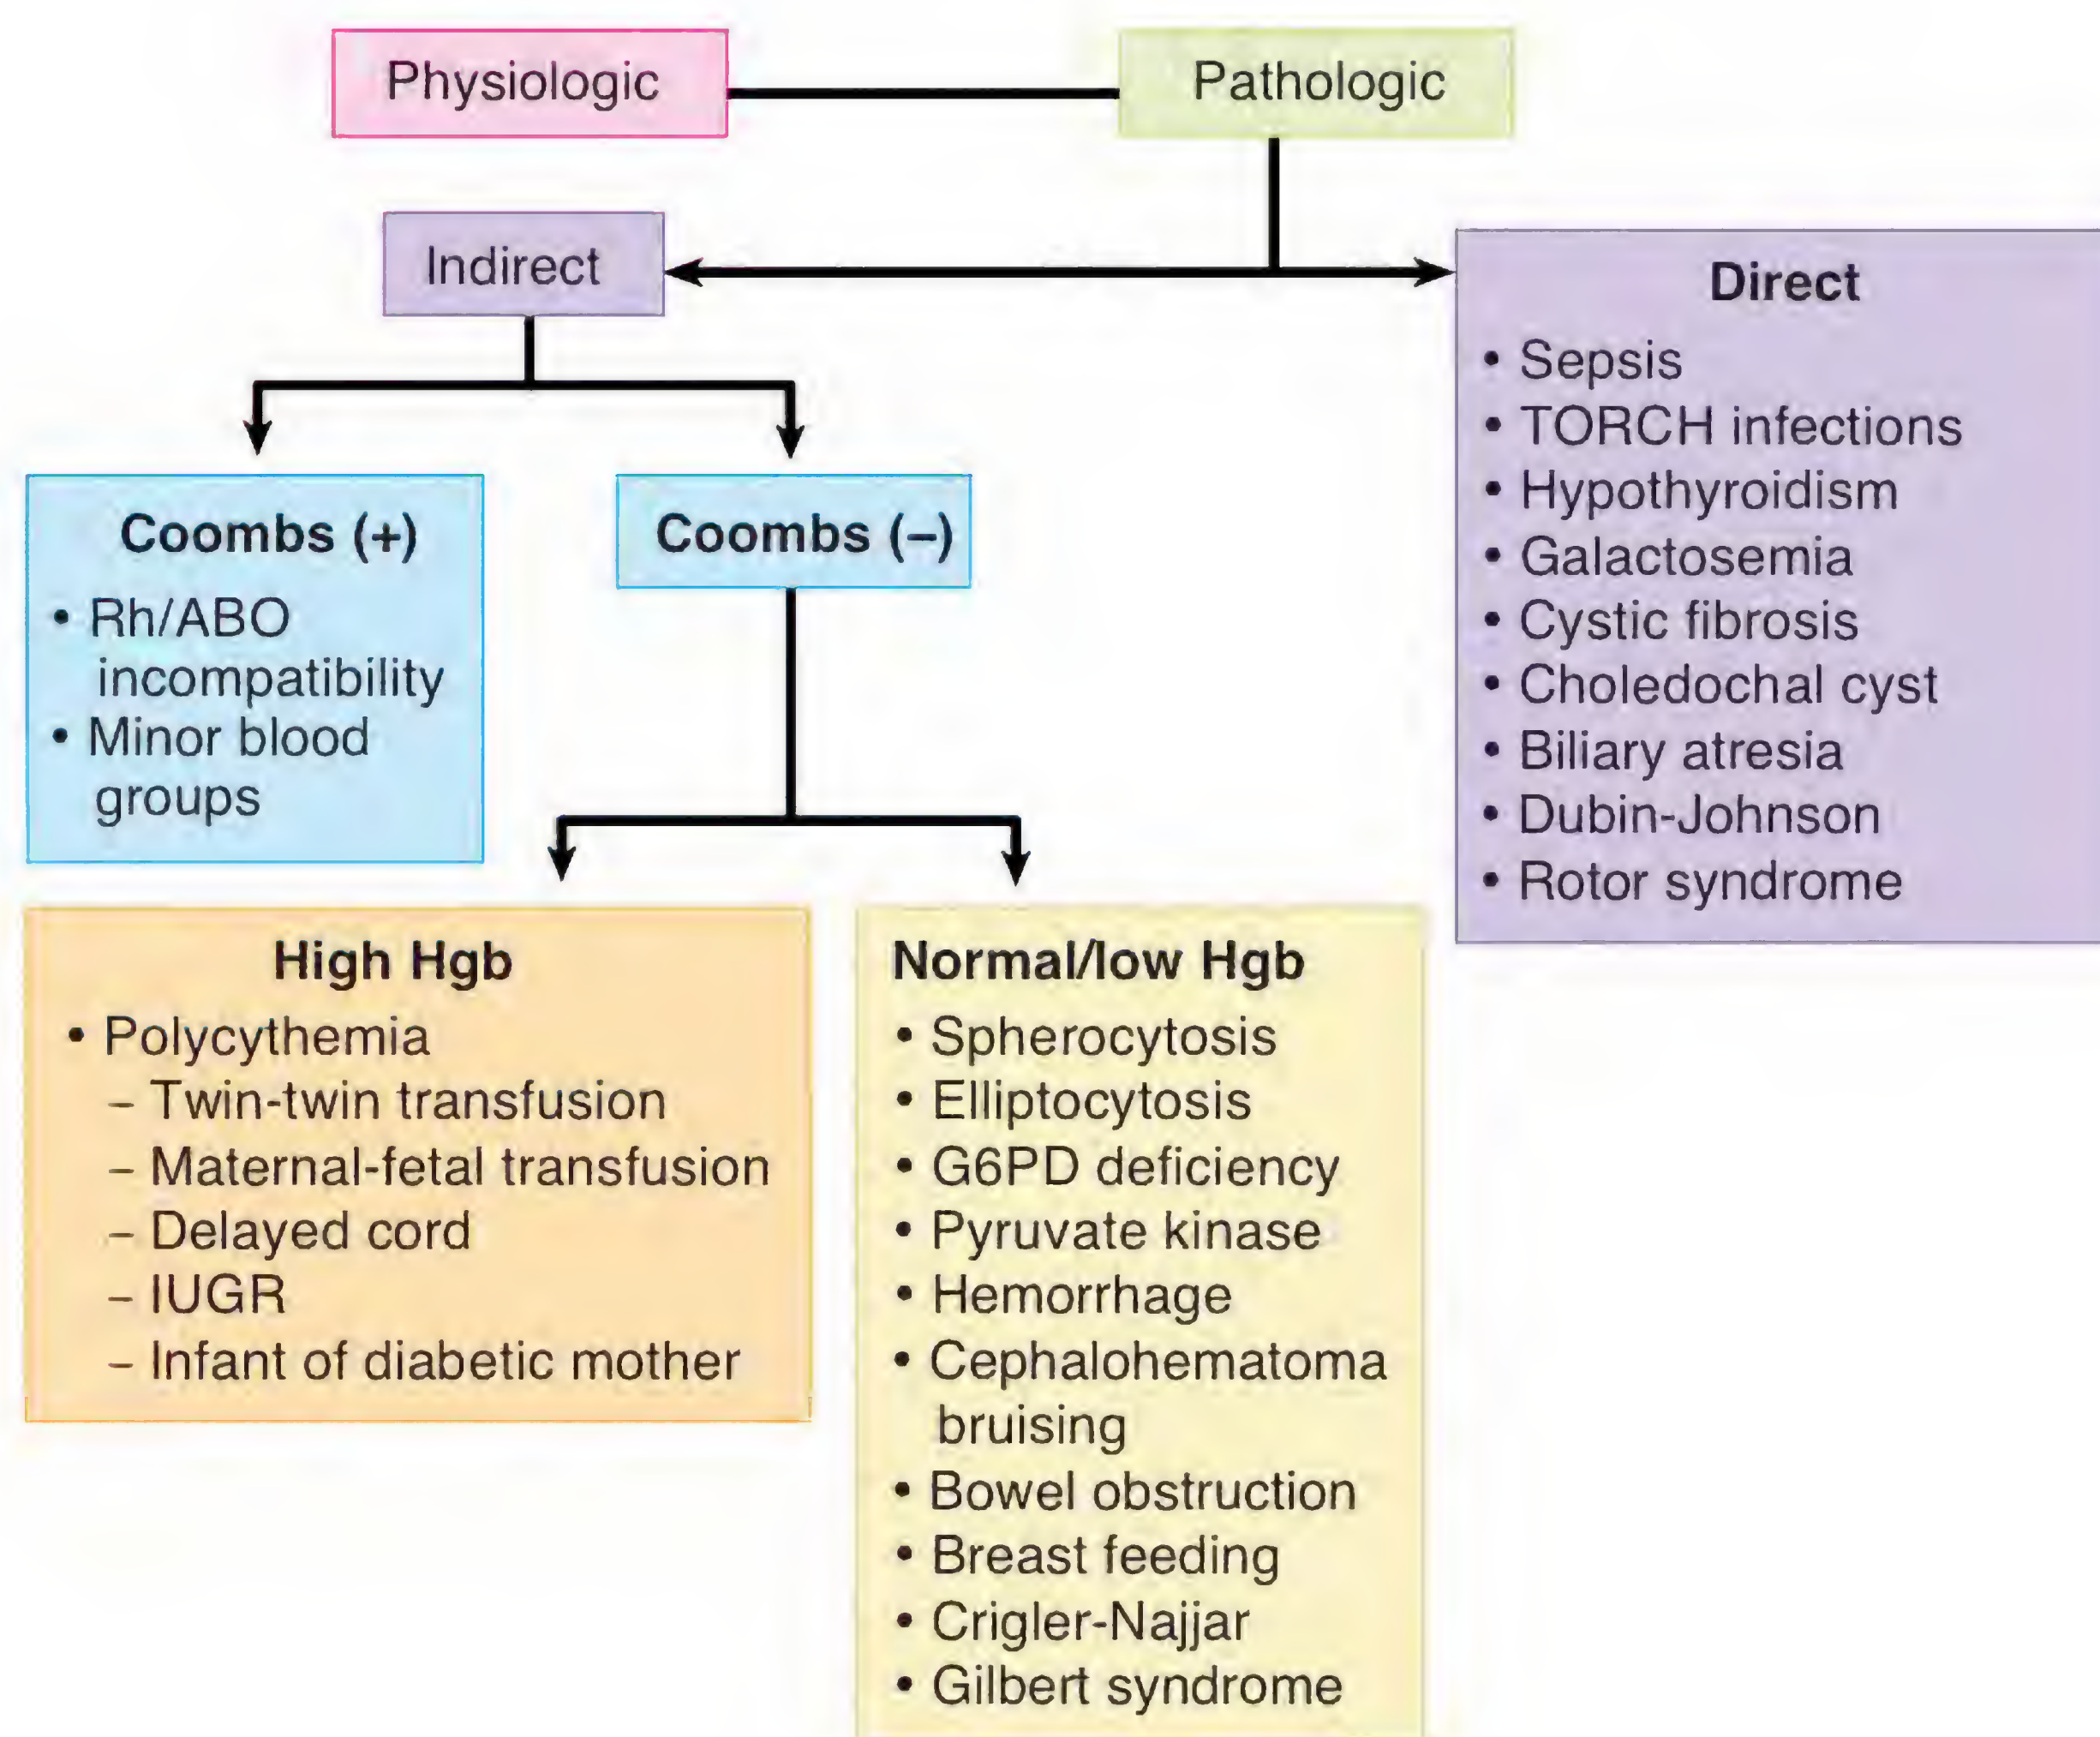 Physiologic
Pathologic
Indirect
Direct
• Sepsis
• TORCH infections
• Hypothyroidism
• Galactosemia
• Cystic fibrosis
• Choledochal cyst
• Biliary atresia
• Dubin-Johnson
• Rotor syndrome
Coombs (+)
• Rh/ABO
incompatibility
• Minor blood
groups
Coombs (–)
High Hgb
• Polycythemia
– Twin-twin transfusion
– Maternal-fetal transfusion
– Delayed cord
– IUGR
– Infant of diabetic mother
Normal/low Hgb
• Spherocytosis
• Elliptocytosis
• G6PD deficiency
• Pyruvate kinase
• Hemorrhage
• Cephalohematoma
bruising
• Bowel obstruction
• Breast feeding
• Crigler-Najjar
• Gilbert syndrome